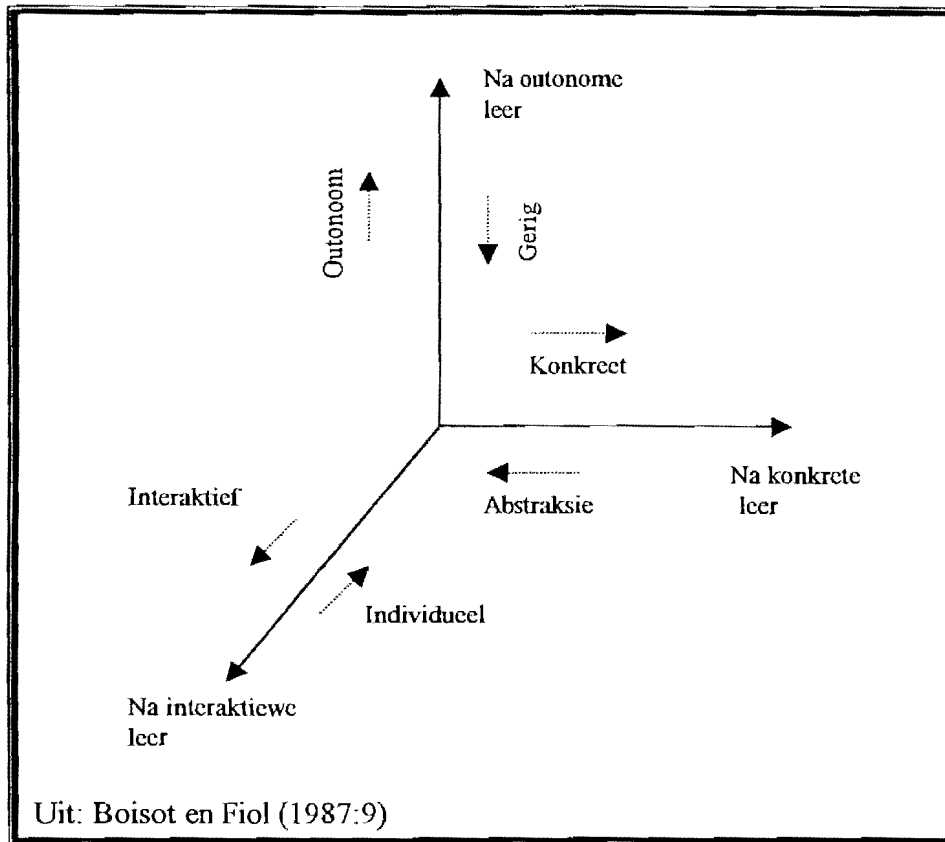 Na outonome
leer
Outonoom
Gerig
Konkreet
Na konkrete
leer
Abstraksie
Interaktief
Individueel
Na interaktiewe
leer
Uit: Boisot en Fiol (1987:9)